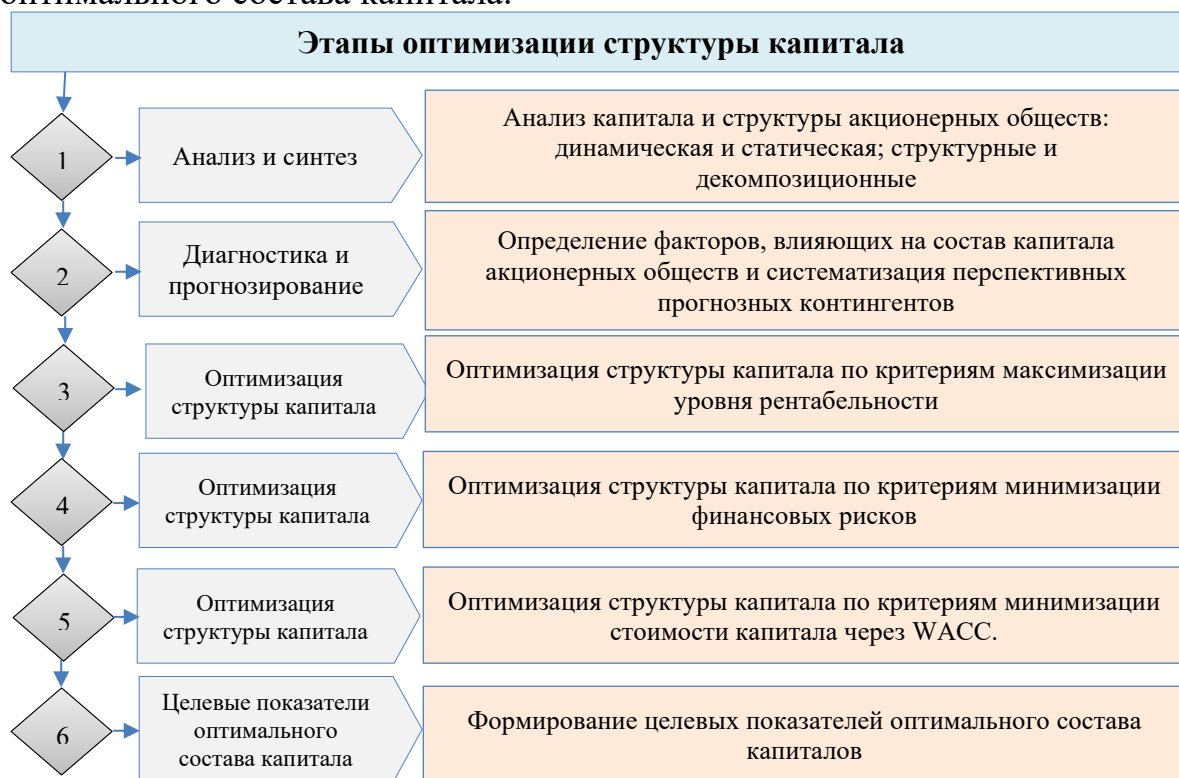 оптимального состава капитала.
Этапы оптимизации структуры капитала
1
Анализ и синтез
Анализ капитала и структуры акционерных обществ:
динамическая и статическая; структурные и
декомпозиционные
2
Диагностика и
прогнозирование
Определение факторов, влияющих на состав капитала
акционерных обществ и систематизация перспективных
прогнозных контингентов
3
Оптимизация
структуры капитала
Оптимизация структуры капитала по критериям максимизации
уровня рентабельности
4
Оптимизация
структуры капитала
Оптимизация структуры капитала по критериям минимизации
финансовых рисков
5
Оптимизация
структуры капитала
Оптимизация структуры капитала по критериям минимизации
стоимости капитала через WACC.
6
Целевые показатели
оптимального
состава капитала
Формирование целевых показателей оптимального состава
капиталов